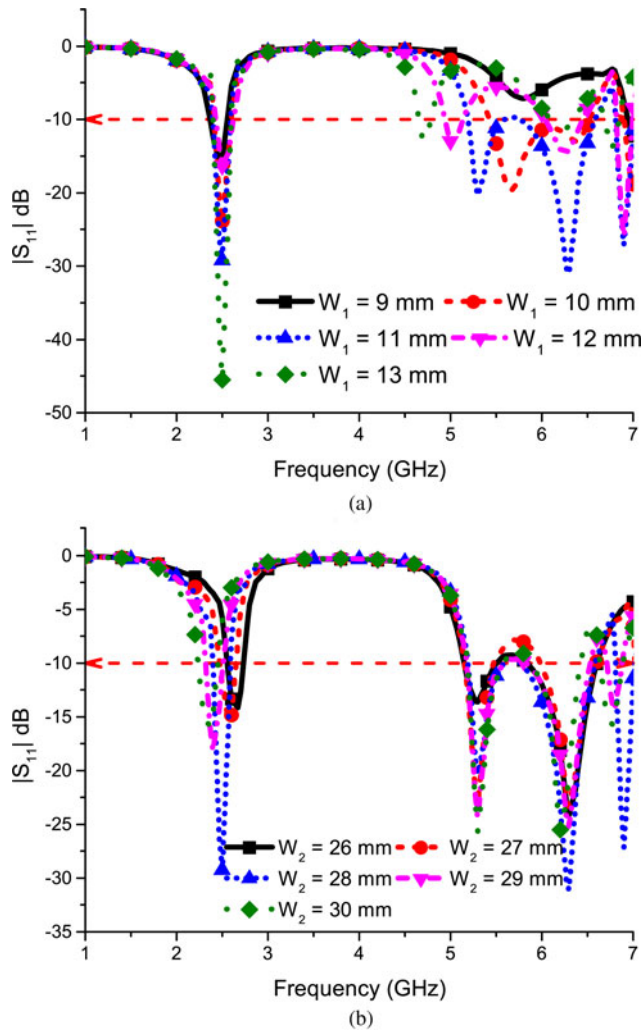 0
-10
-20
-30
-40
-50
|S₁₁| dB
W₁ = 9 mm
W₁ = 10 mm
W₁ = 11 mm
W₁ = 12 mm
W₁ = 13 mm
1 2 3 4 5 6 7
Frequency (GHz)
(a)
0
-5
-10
-15
-20
-25
-30
-35
|S₁₁| dB
W₂ = 26 mm
W₂ = 27 mm
W₂ = 28 mm
W₂ = 29 mm
W₂ = 30 mm
1 2 3 4 5 6 7
Frequency (GHz)
(b)